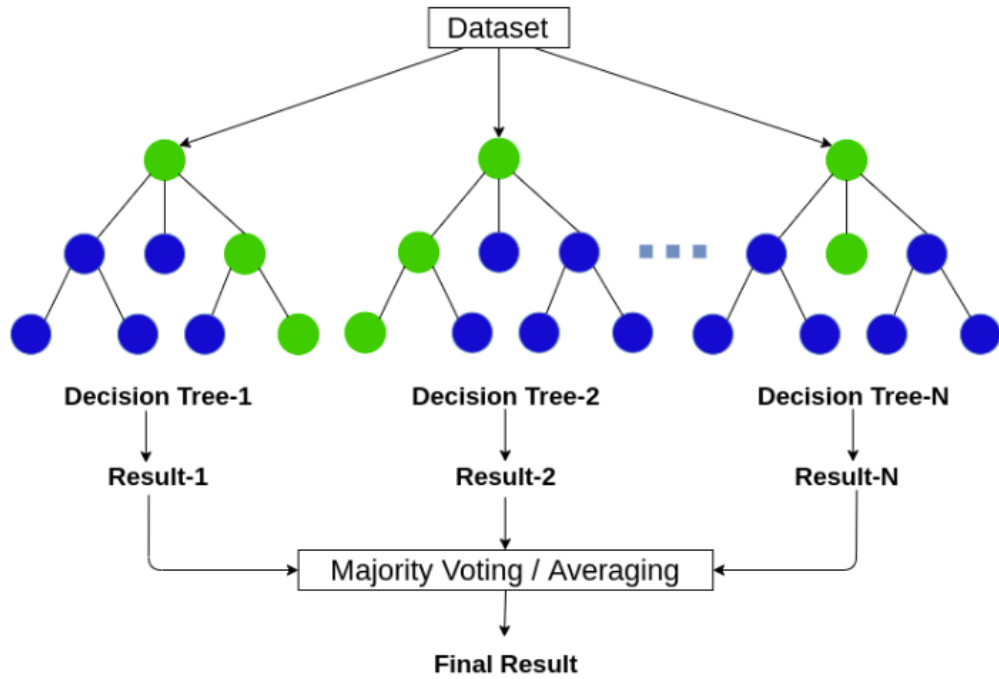 Dataset
Decision Tree-1
Decision Tree-2
Decision Tree-N
Result-1
Result-2
Result-N
Majority Voting / Averaging
Final Result